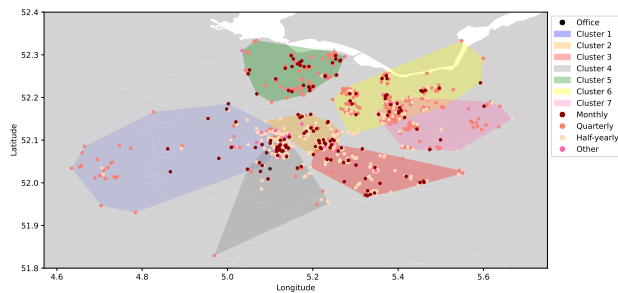 52.4
52.3
52.2
52.1
52.0
51.9
51.8
Latitude
4.6
4.8
5.0
5.2
5.4
5.6
Longitude
Office
Cluster 1
Cluster 2
Cluster 3
Cluster 4
Cluster 5
Cluster 6
Cluster 7
Monthly
Quarterly
Half-yearly
Other